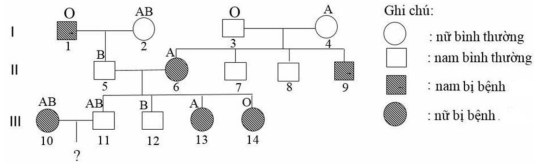 O AB O A Ghi chú:
I
1 2 3 4 : nữ bình thường
B A : nam bình thường
II
5 6 7 8 9 : nam bị bệnh
AB AB B A O : nữ bị bệnh
III
10 11 12 13 14
?